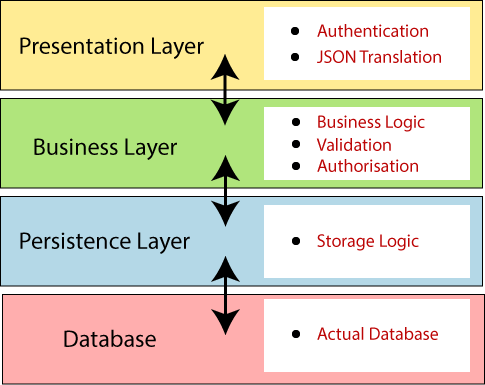 Presentation Layer
Authentication
JSON Translation
Business Layer
Business Logic
Validation
Authorisation
Persistence Layer
Storage Logic
Database
Actual Database